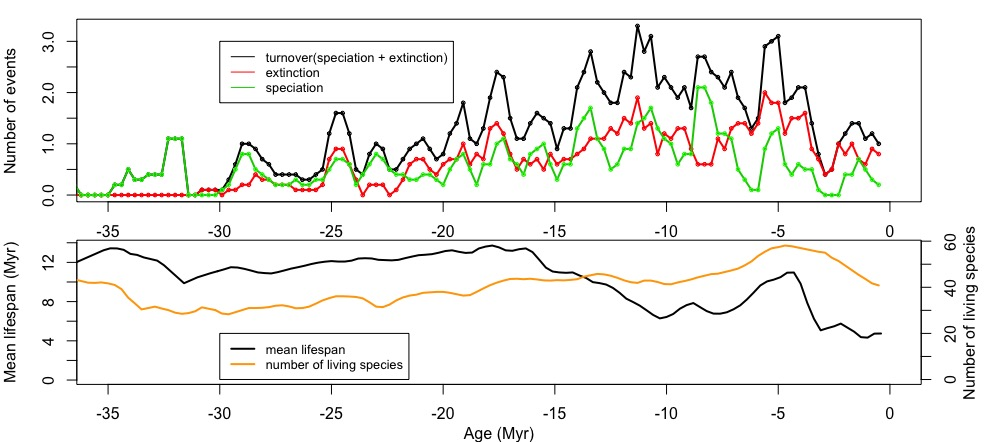 Number of events
3.0
2.0
1.0
0.0
turnover(speciation + extinction)
extinction
speciation
-35 -30 -25 -20 -15 -10 -5 0
Mean lifespan (Myr)
12
8
4
0
mean lifespan
number of living species
60
40
20
0
Number of living species
-35 -30 -25 -20 -15 -10 -5 0
Age (Myr)